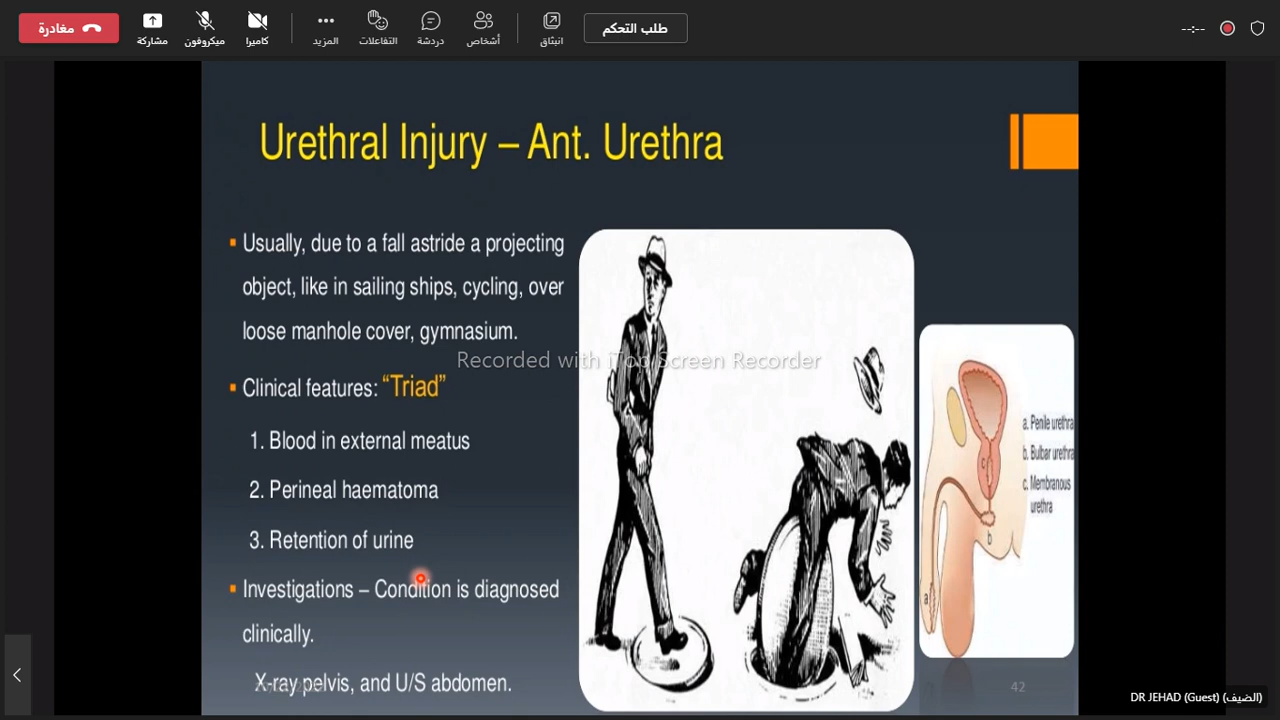 مغادرة
مشاركة
ميكروفون
كاميرا
المزيد
التفاعلات
دردشة
أشخاص
انبثاق
طلب التحكم
--:--
Urethral Injury – Ant. Urethra
▪ Usually, due to a fall astride a projecting
object, like in sailing ships, cycling, over
loose manhole cover, gymnasium.
Recorded with iTop Screen Recorder
▪ Clinical features: “Triad”
1. Blood in external meatus
2. Perineal haematoma
3. Retention of urine
▪ Investigations – Condition is diagnosed
clinically.
X-ray pelvis, and U/S abdomen.
a. Penile urethra
b. Bulbar urethra
c. Membranous
urethra
c
b
a
42
DR JEHAD (Guest) (الضيف)